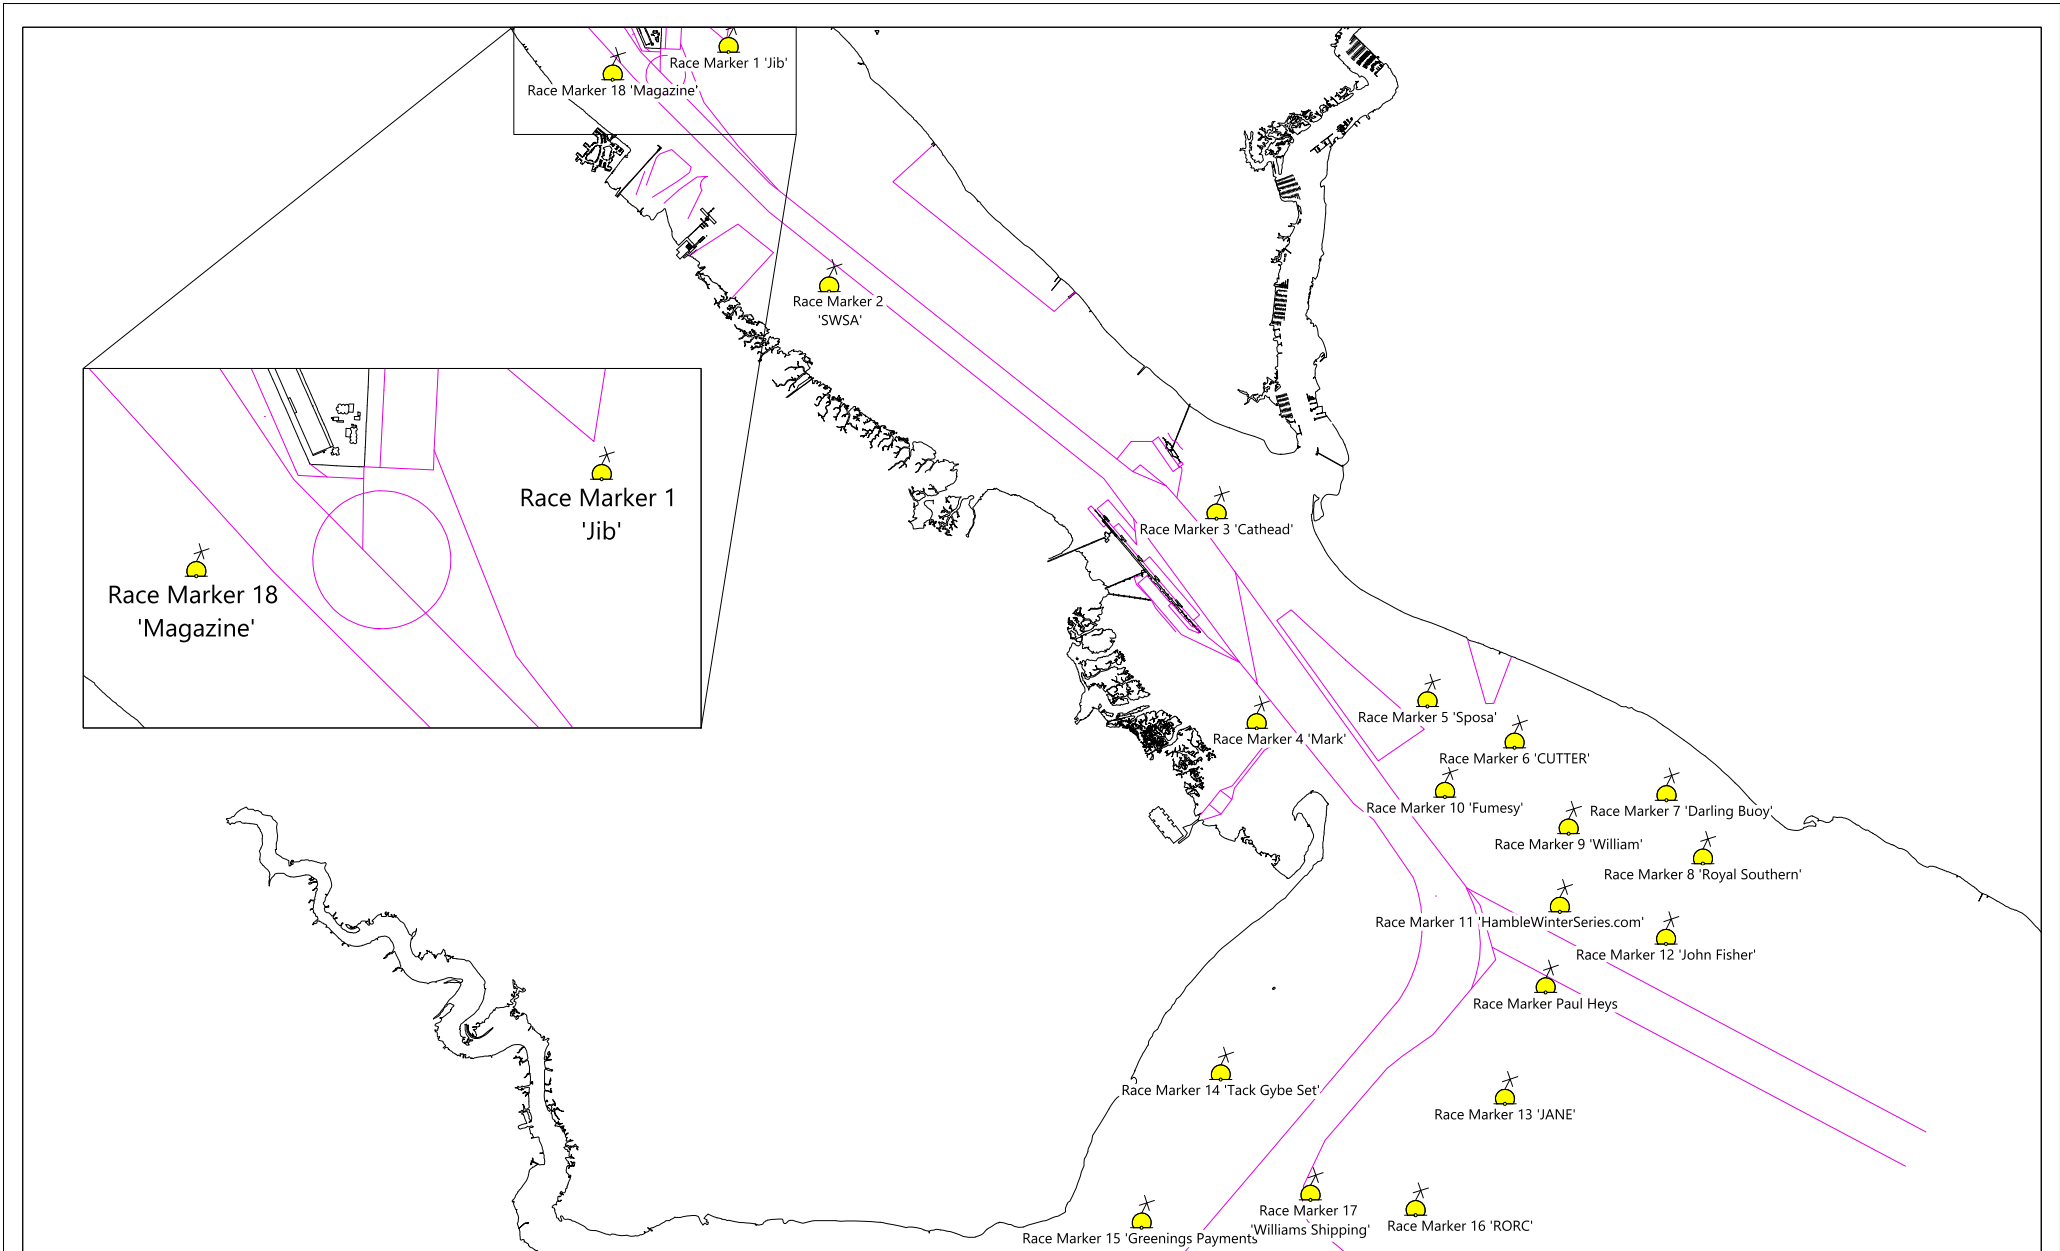 Race Marker 1 'Jib'
Race Marker 18 'Magazine'
Race Marker 2
'SWSA'
Race Marker 1
'Jib'
Race Marker 18
'Magazine'
Race Marker 3 'Cathead'
Race Marker 5 'Sposa'
Race Marker 4 'Mark'
Race Marker 6 'CUTTER'
Race Marker 10 'Fumesy'
Race Marker 7 'Darling Buoy'
Race Marker 9 'William'
Race Marker 8 'Royal Southern'
Race Marker 11 'HambleWinterSeries.com'
Race Marker 12 'John Fisher'
Race Marker Paul Heys
Race Marker 14 'Tack Gybe Set'
Race Marker 13 'JANE'
Race Marker 17
'Williams Shipping'
Race Marker 16 'RORC'
Race Marker 15 'Greenings Payments